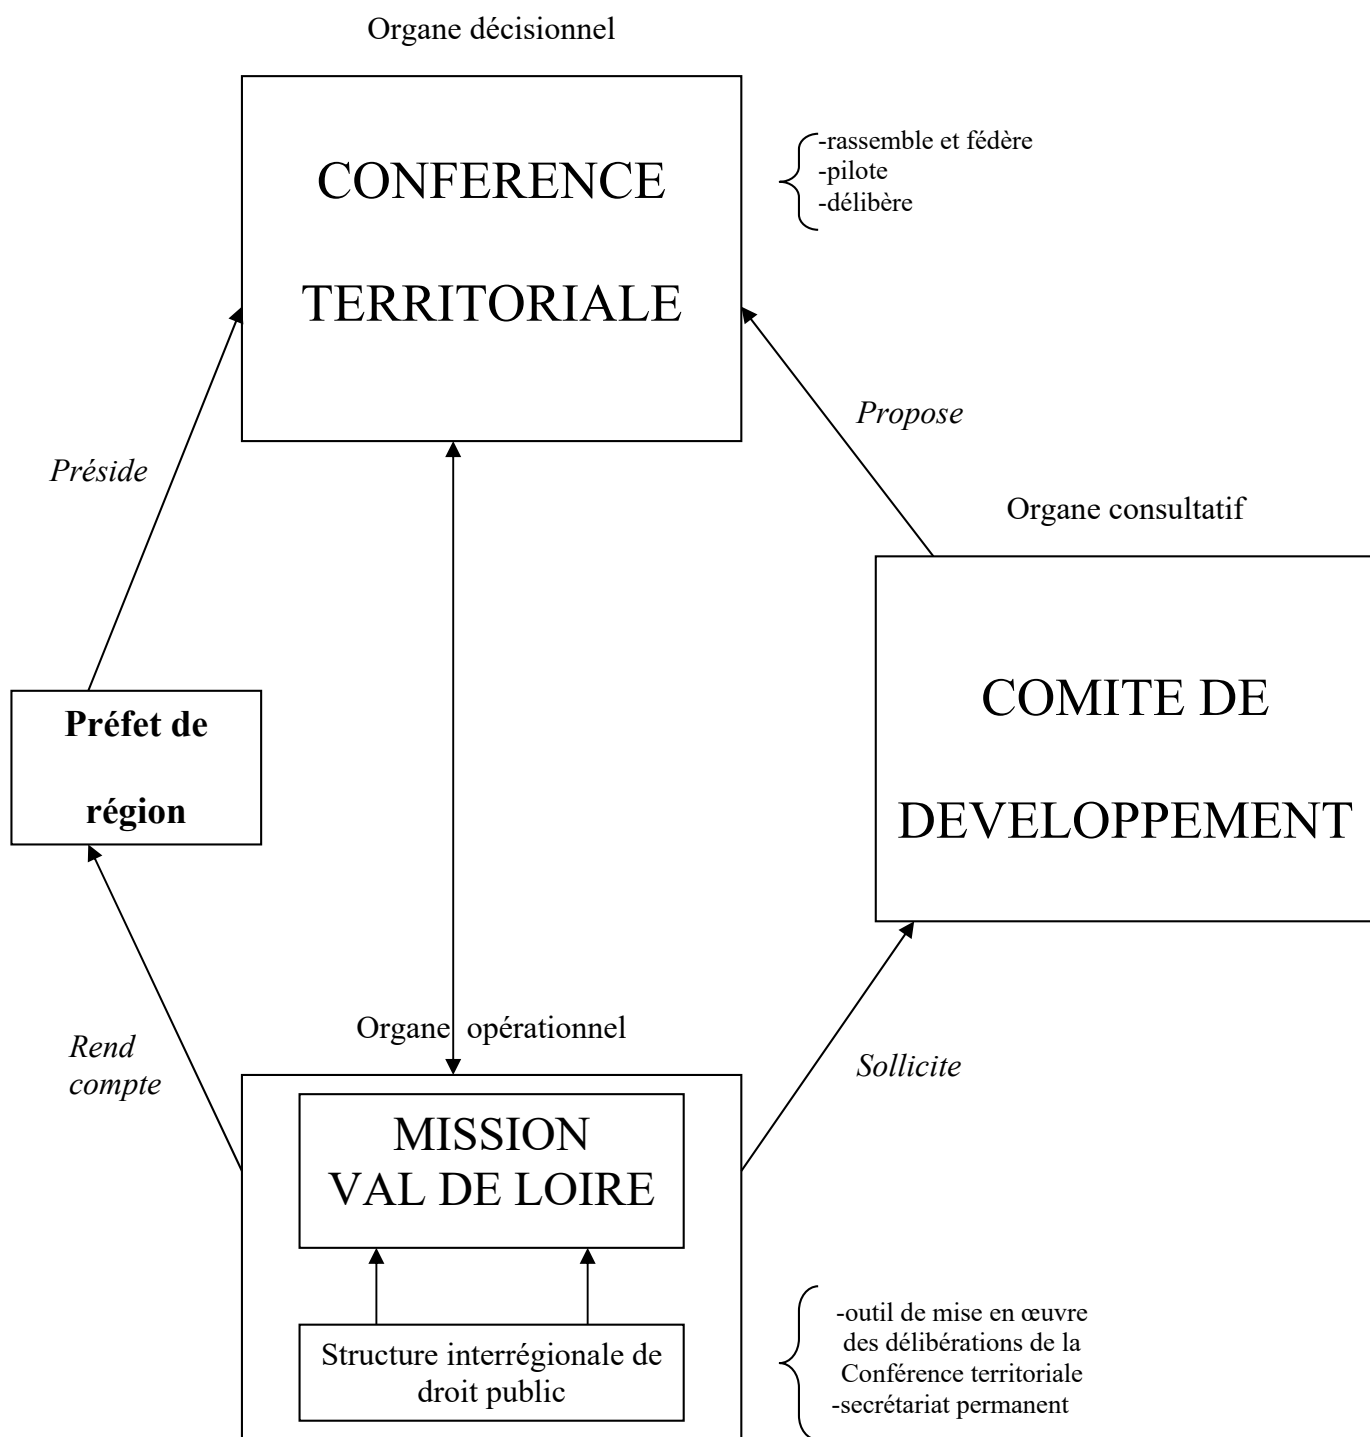 Organe décisionnel
CONFERENCE
TERRITORIALE
-rassemble et fédère
-pilote
-délibère
Propose
Préside
Organe consultatif
COMITE DE
DEVELOPPEMENT
Préfet de
région
Organe opérationnel
Rend
compte
Sollicite
MISSION
VAL DE LOIRE
Structure interrégionale de
droit public
-outil de mise en œuvre
des délibérations de la
Conférence territoriale
-secrétariat permanent